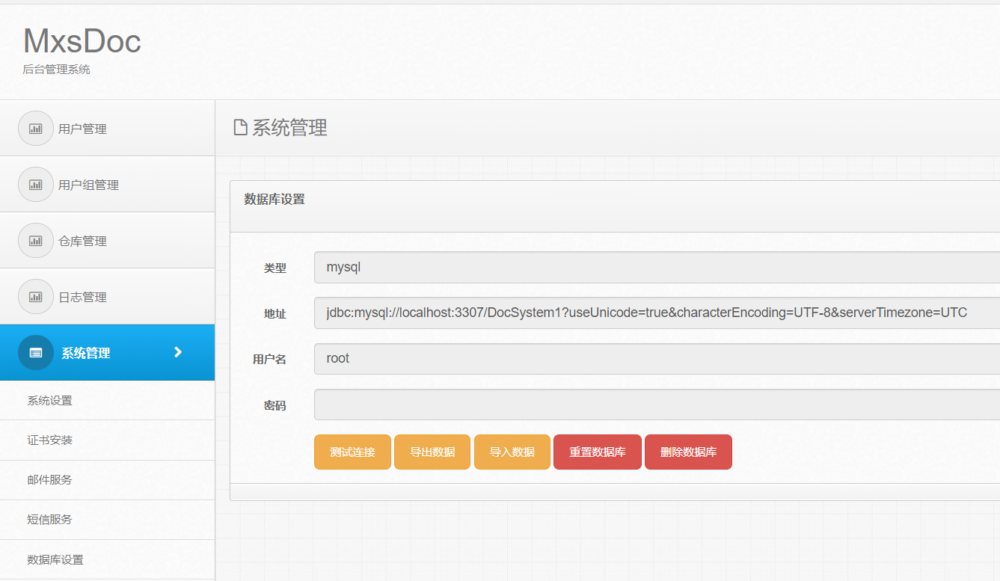 MxsDoc
后台管理系统
用户管理
用户组管理
仓库管理
日志管理
系统管理
系统设置
证书安装
邮件服务
短信服务
数据库设置
系统管理
数据库设置
类型 mysql
地址 jdbc:mysql://localhost:3307/DocSystem1?useUnicode=true&characterEncoding=UTF-8&serverTimezone=UTC
用户名 root
密码
测试连接 导出数据 导入数据 重置数据库 删除数据库